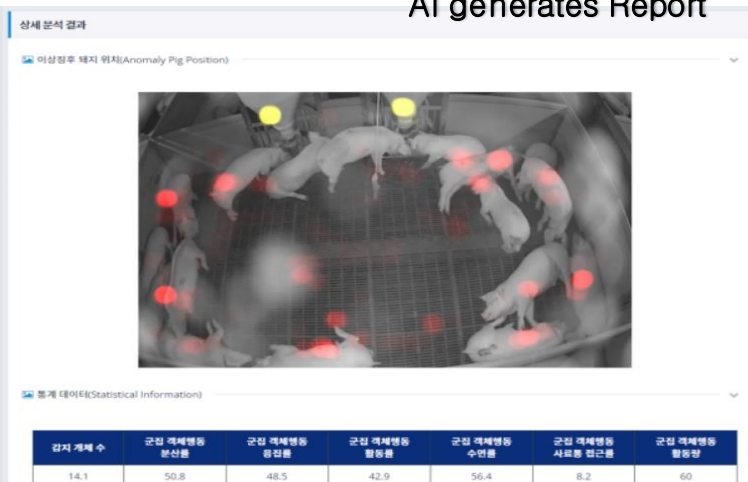 AI generates Report
상세 분석 결과
이상징후 돼지 위치(Anomaly Pig Position)
통계 데이터(Statistical Information)
감지 개체 수 군집 객체행동 분산률 군집 객체행동 응집률 군집 객체행동 활동률 군집 객체행동 수면률 군집 객체행동 사료통 접근률 군집 객체행동 활동량
14.1 50.8 48.5 42.9 56.4 8.2 60